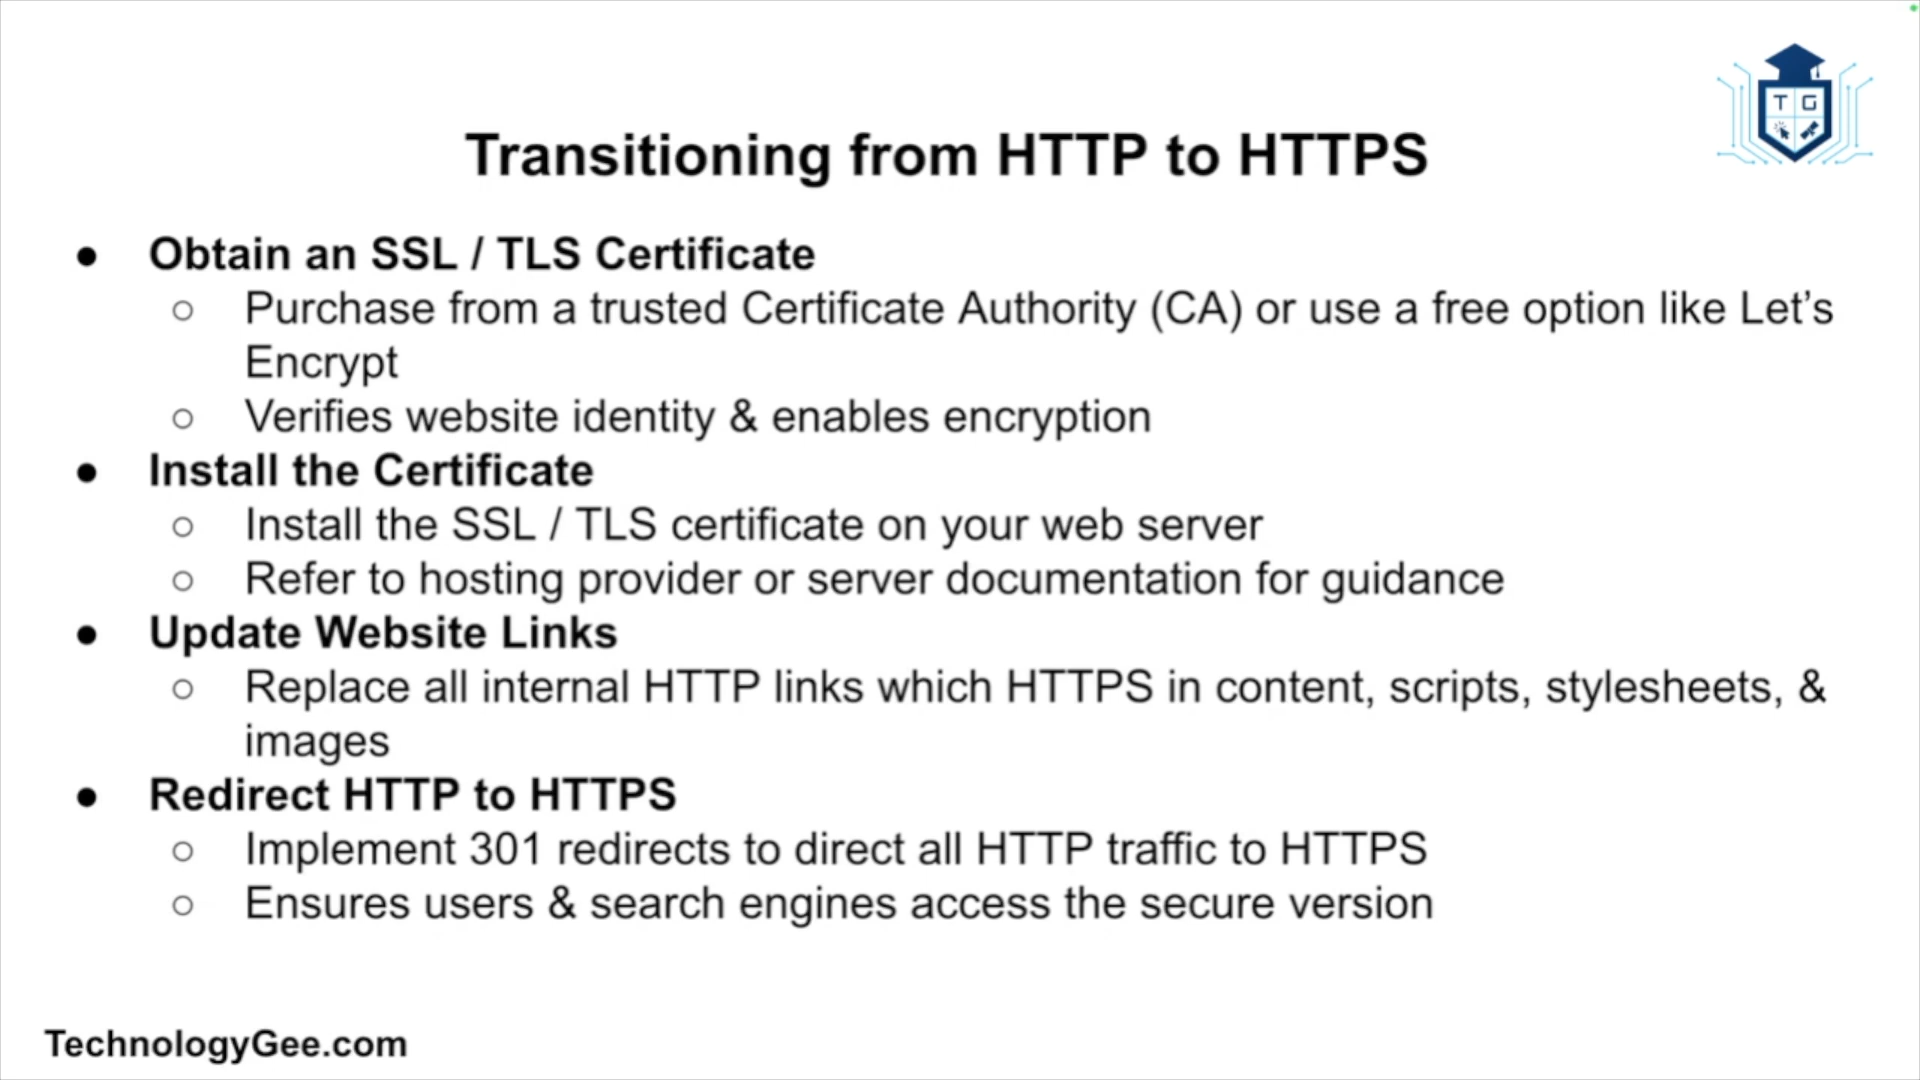 T G
Transitioning from HTTP to HTTPS
● Obtain an SSL / TLS Certificate
○ Purchase from a trusted Certificate Authority (CA) or use a free option like Let’s
Encrypt
○ Verifies website identity & enables encryption
● Install the Certificate
○ Install the SSL / TLS certificate on your web server
○ Refer to hosting provider or server documentation for guidance
● Update Website Links
○ Replace all internal HTTP links which HTTPS in content, scripts, stylesheets, &
images
● Redirect HTTP to HTTPS
○ Implement 301 redirects to direct all HTTP traffic to HTTPS
○ Ensures users & search engines access the secure version
TechnologyGee.com